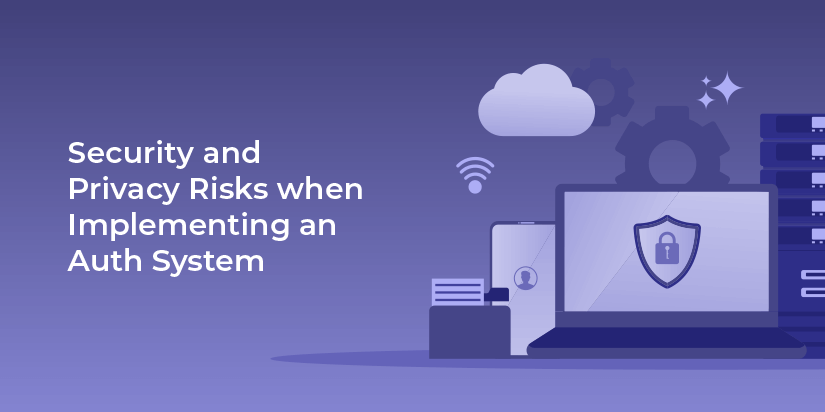 Security and
Privacy Risks when
Implementing an
Auth System